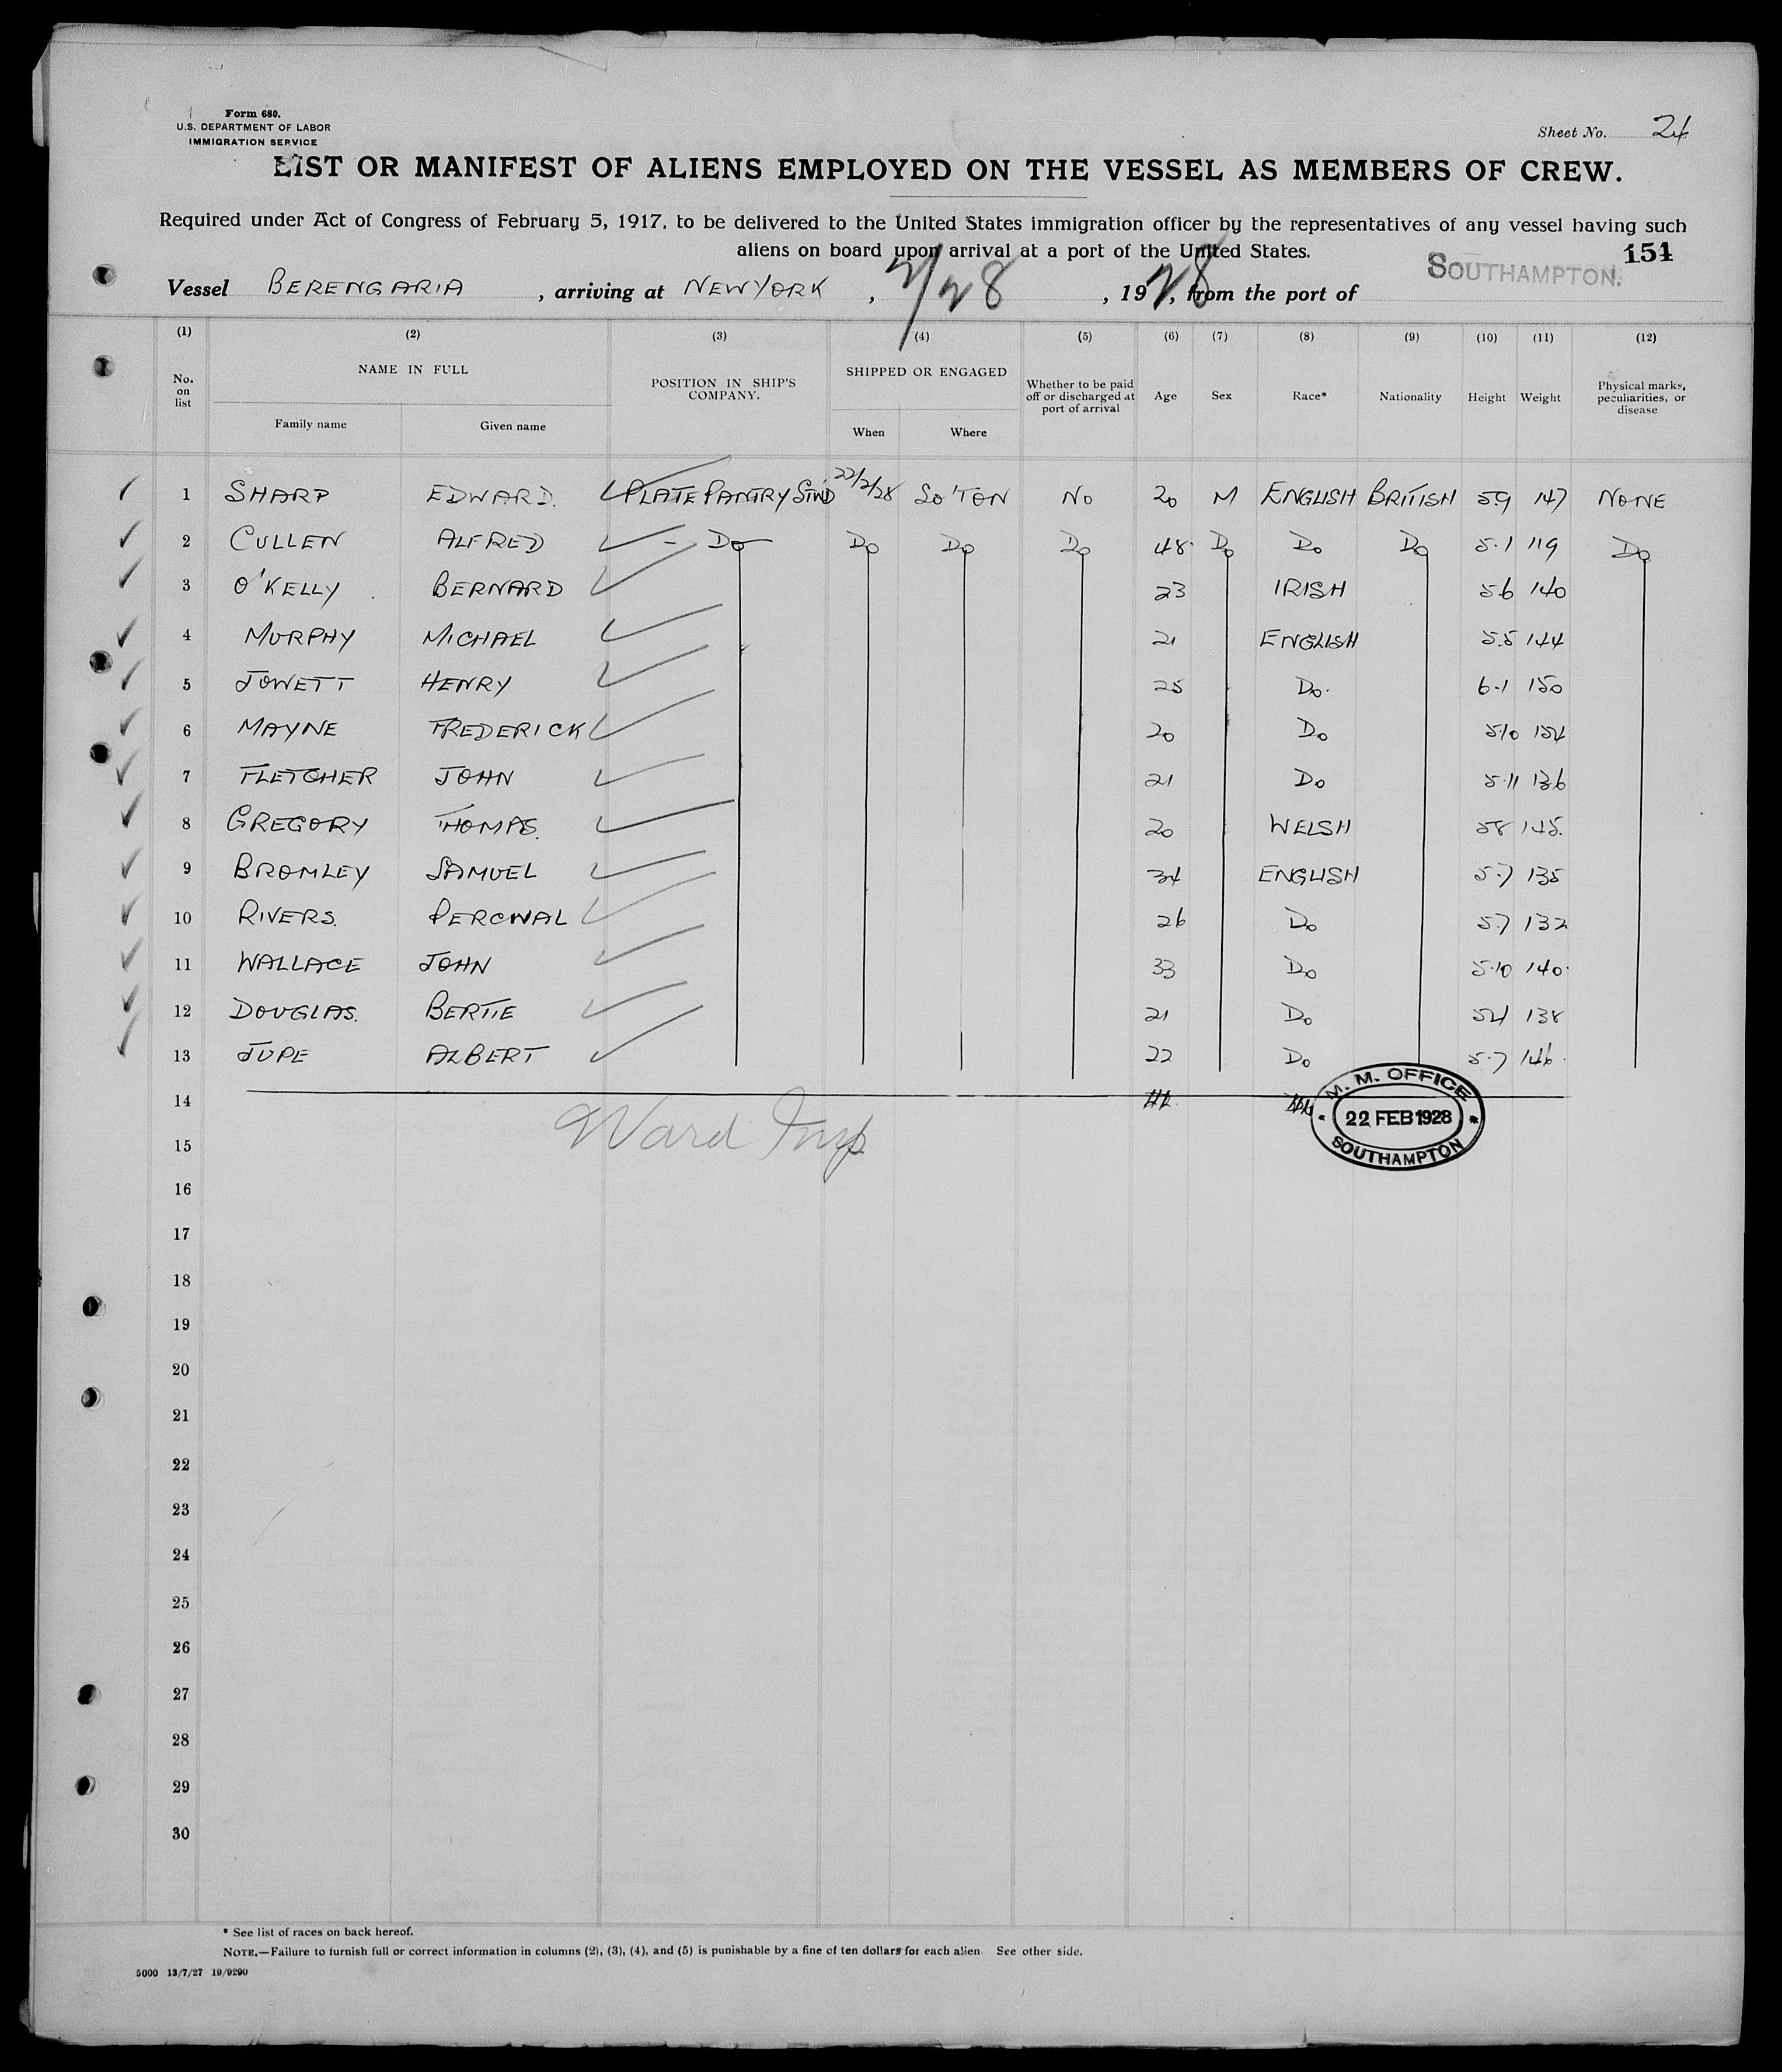 Form 680.
U.S. DEPARTMENT OF LABOR
IMMIGRATION SERVICE
Sheet No. 24
LIST OR MANIFEST OF ALIENS EMPLOYED ON THE VESSEL AS MEMBERS OF CREW.
Required under Act of Congress of February 5, 1917, to be delivered to the United States immigration officer by the representatives of any vessel having such
aliens on board upon arrival at a port of the United States.
151
Vessel BERENGARIA, arriving at NEW YORK, 2/28, 1928, from the port of SOUTHAMPTON.
(1) (2) (3) (4) (5) (6) (7) (8) (9) (10) (11) (12)
No. on list NAME IN FULL POSITION IN SHIP'S COMPANY. SHIPPED OR ENGAGED Whether to be paid off or discharged at port of arrival Age Sex Race* Nationality Height Weight Physical marks, peculiarities, or disease
Family name Given name When Where
1 SHARP EDWARD. PLATE PANTRY STWD 22/2/28 SO'TON NO 20 M ENGLISH BRITISH 5.9 147 NONE
2 CULLEN ALFRED - DO - DO DO DO 48 DO DO DO 5.1 119 DO
3 O'KELLY BERNARD 23 IRISH 5.6 140
4 MURPHY MICHAEL 21 ENGLISH 5.5 144
5 JOWETT HENRY 25 DO. 6.1 150
6 MAYNE FREDERICK 20 DO 5.10 154
7 FLETCHER JOHN 21 DO 5.11 136
8 GREGORY THOMAS. 20 WELSH 5.8 145.
9 BROMLEY SAMUEL 34 ENGLISH 5.7 135
10 RIVERS. PERCIVAL 26 DO 5.7 132
11 WALLACE JOHN 33 DO 5.10 140.
12 DOUGLAS. BERTIE 21 DO 5.4 138
13 JUPE ALBERT 22 DO 5.7 146.
14
M. M. OFFICE
22 FEB 1928
SOUTHAMPTON
Ward Insp
15
16
17
18
19
20
21
22
23
24
25
26
27
28
29
30
* See list of races on back hereof.
NOTE.—Failure to furnish full or correct information in columns (2), (3), (4), and (5) is punishable by a fine of ten dollars for each alien. See other side.
5000 13/7/27 19/9290